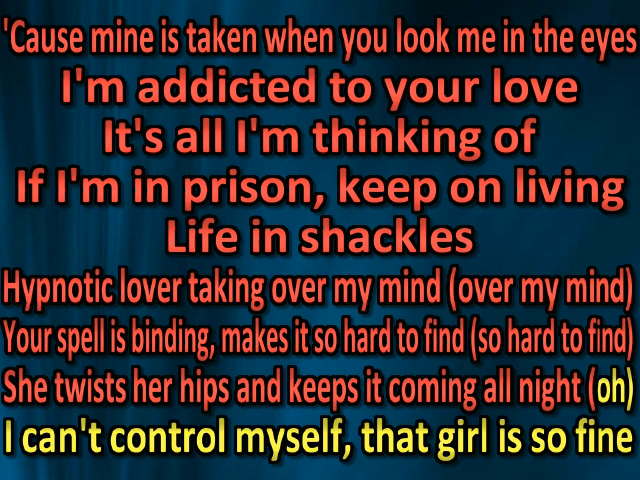 'Cause mine is taken when you look me in the eyes
I'm addicted to your love
It's all I'm thinking of
If I'm in prison, keep on living
Life in shackles
Hypnotic lover taking over my mind (over my mind)
Your spell is binding, makes it so hard to find (so hard to find)
She twists her hips and keeps it coming all night (oh)
I can't control myself, that girl is so fine